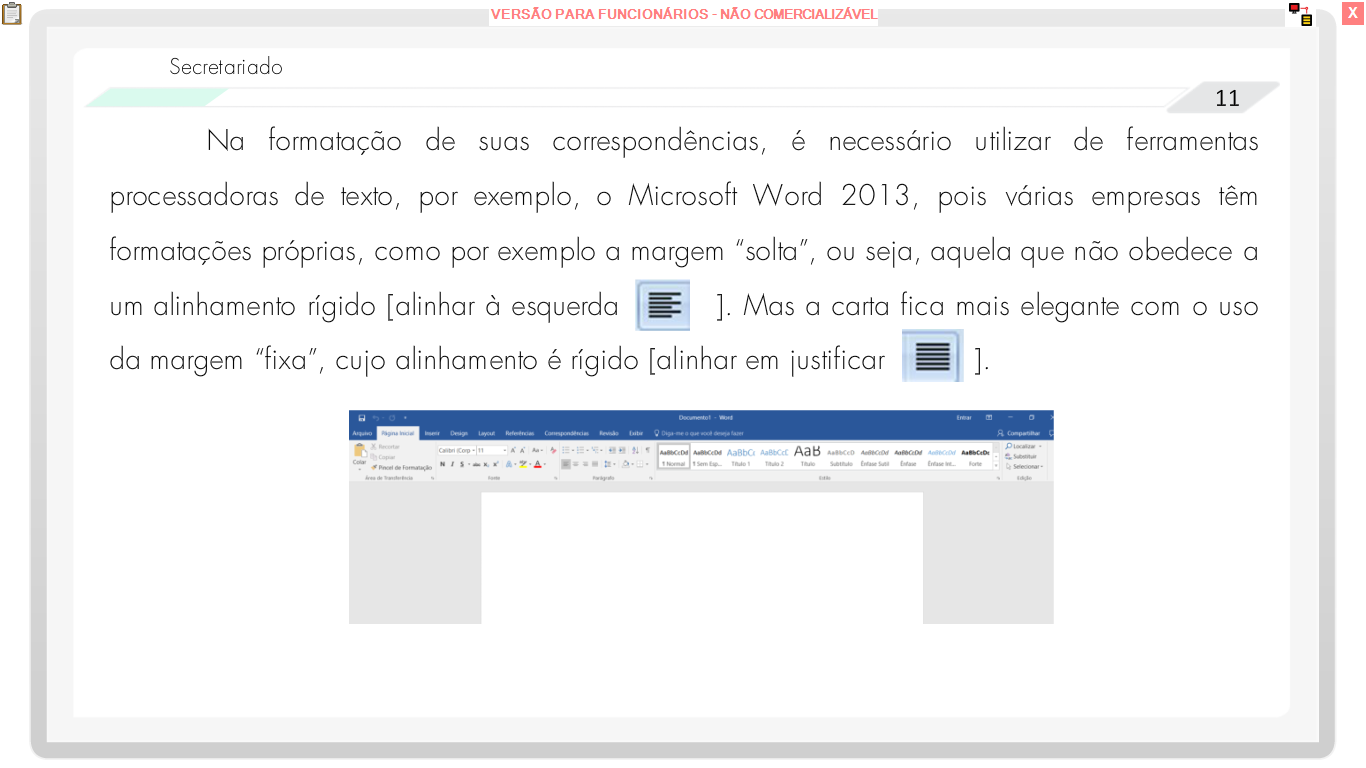 VERSÃO PARA FUNCIONÁRIOS - NÃO COMERCIALIZÁVEL
X
Secretariado
11
Na formatação de suas correspondências, é necessário utilizar de ferramentas
processadoras de texto, por exemplo, o Microsoft Word 2013, pois várias empresas têm
formatações próprias, como por exemplo a margem “solta”, ou seja, aquela que não obedece a
um alinhamento rígido [alinhar à esquerda ]. Mas a carta fica mais elegante com o uso
da margem “fixa”, cujo alinhamento é rígido [alinhar em justificar ].
Documento1 - Word Entrar
Arquivo Página Inicial Inserir Design Layout Referências Correspondências Revisão Exibir Diga-me o que você deseja fazer Compartilhar
Colar Recortar
Copiar
Pincel de Formatação
Calibri (Corp 11
N I S abc X₂ X²
AaBbCcDd AaBbCcDd AaBbCc AaBbCcC AaB AaBbCcD AaBbCcDd AaBbCcDd AaBbCcDd AaBbCcDc
¶ Normal ¶ Sem Esp... Título 1 Título 2 Título Subtítulo Ênfase Sutil Ênfase Ênfase Int... Forte
Localizar
Substituir
Selecionar
Área de Transferência Fonte Parágrafo Estilo Edição